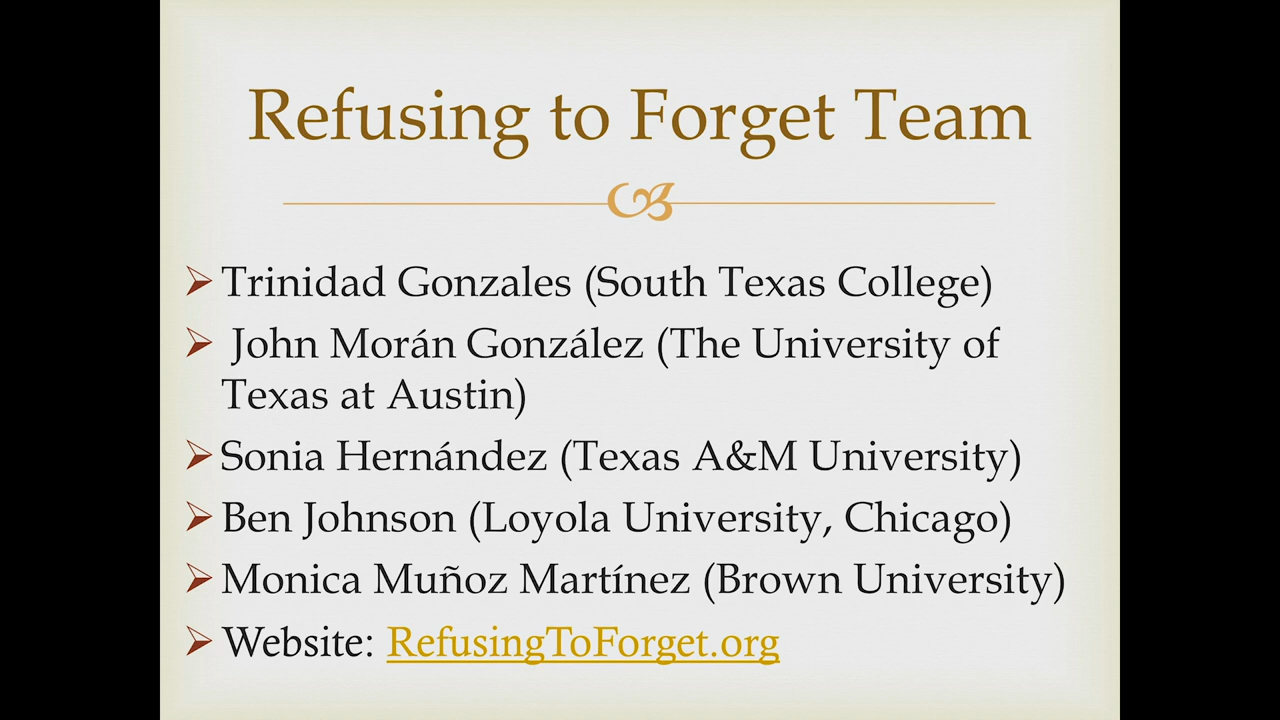 Refusing to Forget Team
Trinidad Gonzales (South Texas College)
John Morán González (The University of
Texas at Austin)
Sonia Hernández (Texas A&M University)
Ben Johnson (Loyola University, Chicago)
Monica Muñoz Martínez (Brown University)
Website: RefusingToForget.org